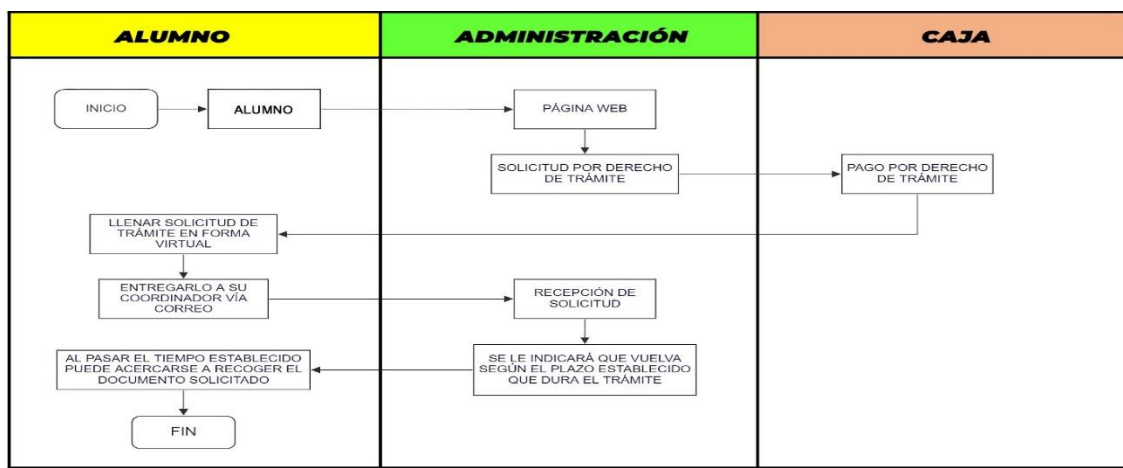 ALUMNO
ADMINISTRACIÓN
CAJA
INICIO
ALUMNO
PÁGINA WEB
SOLICITUD POR DERECHO
DE TRÁMITE
PAGO POR DERECHO
DE TRÁMITE
LLENAR SOLICITUD DE
TRÁMITE EN FORMA
VIRTUAL
ENTREGARLO A SU
COORDINADOR VÍA
CORREO
RECEPCIÓN DE
SOLICITUD
SE LE INDICARÁ QUE VUELVA
SEGÚN EL PLAZO ESTABLECIDO
QUE DURA EL TRÁMITE
AL PASAR EL TIEMPO ESTABLECIDO
PUEDE ACERCARSE A RECOGER EL
DOCUMENTO SOLICITADO
FIN